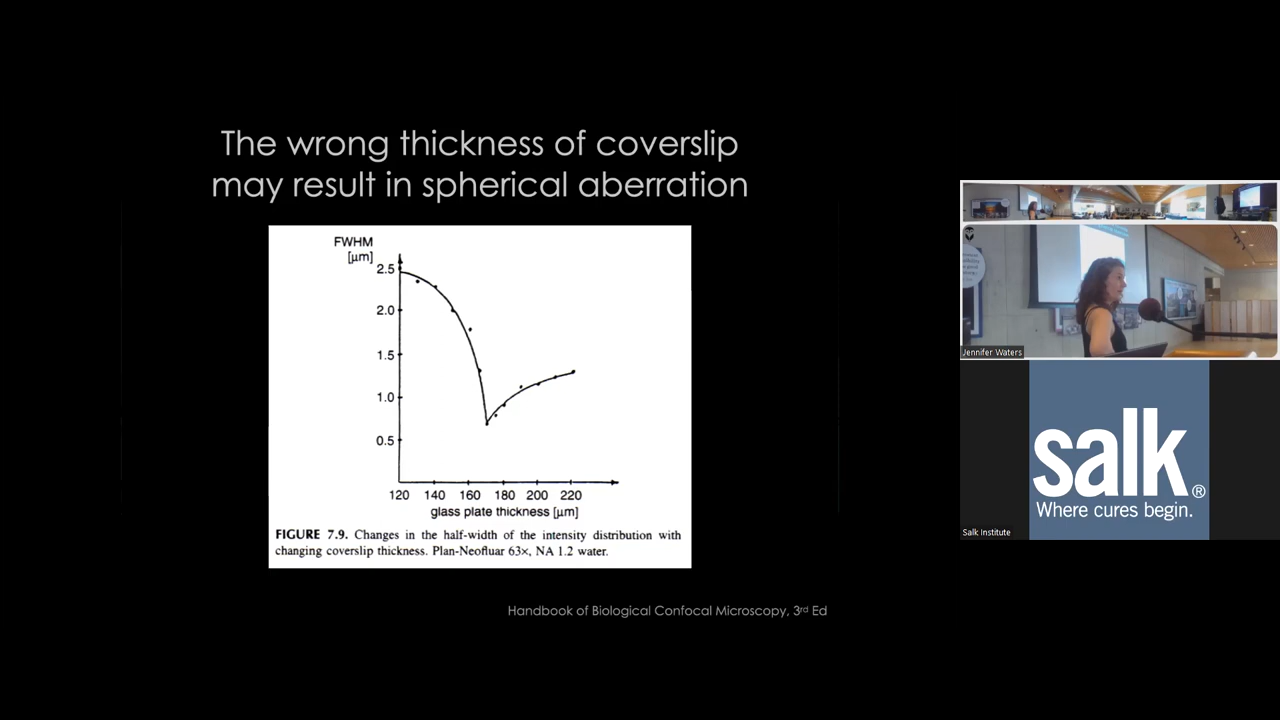 The wrong thickness of coverslip
may result in spherical aberration
FWHM
[μm]
2.5
2.0
1.5
1.0
0.5
120 140 160 180 200 220
glass plate thickness [μm]
FIGURE 7.9. Changes in the half-width of the intensity distribution with
changing coverslip thickness. Plan-Neofluar 63×, NA 1.2 water.
Handbook of Biological Confocal Microscopy, 3rd Ed
Jennifer Waters
salk®
Where cures begin.
Salk Institute